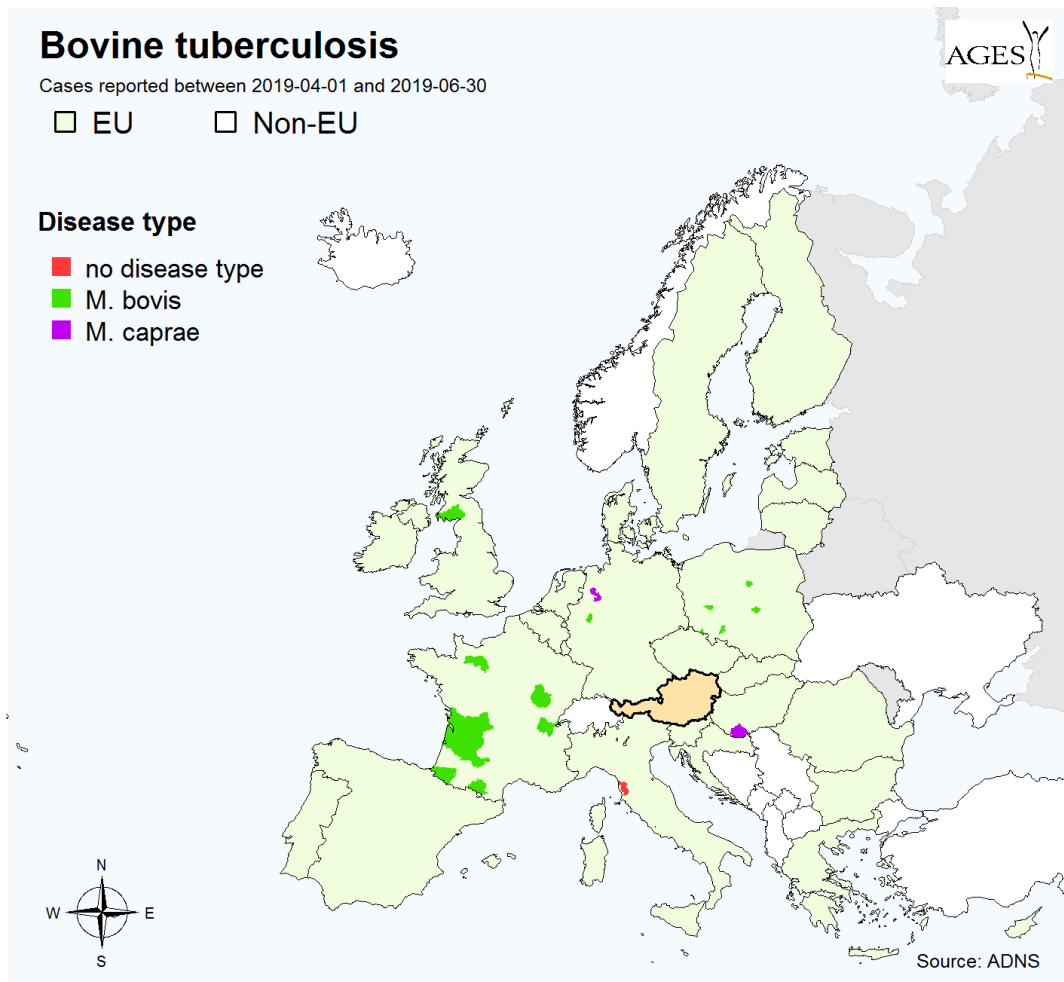 Bovine tuberculosis
AGES
Cases reported between 2019-04-01 and 2019-06-30
EU Non-EU
Disease type
no disease type
M. bovis
M. caprae
N
W E
S
Source: ADNS